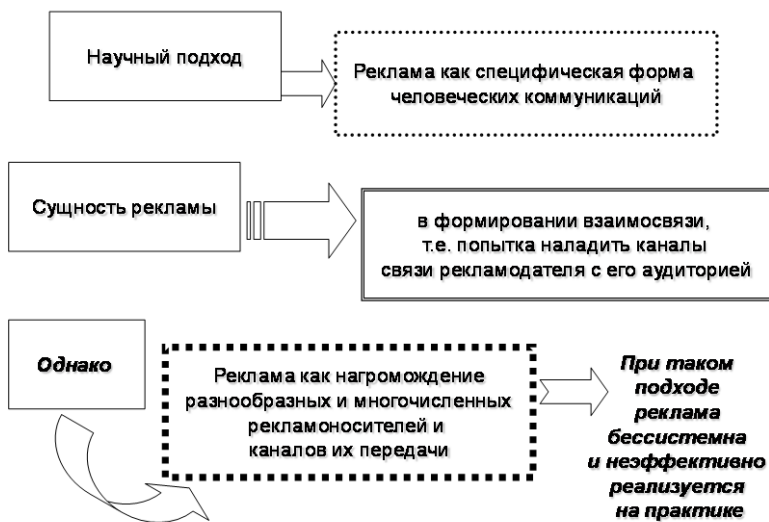 Научный подход
Реклама как специфическая форма
человеческих коммуникаций
Сущность рекламы
в формировании взаимосвязи,
т.е. попытка наладить каналы
связи рекламодателя с его аудиторией
Однако
Реклама как нагромождение
разнообразных и многочисленных
рекламоносителей и
каналов их передачи
При таком
подходе
реклама
бессистемна
и неэффективно
реализуется
на практике